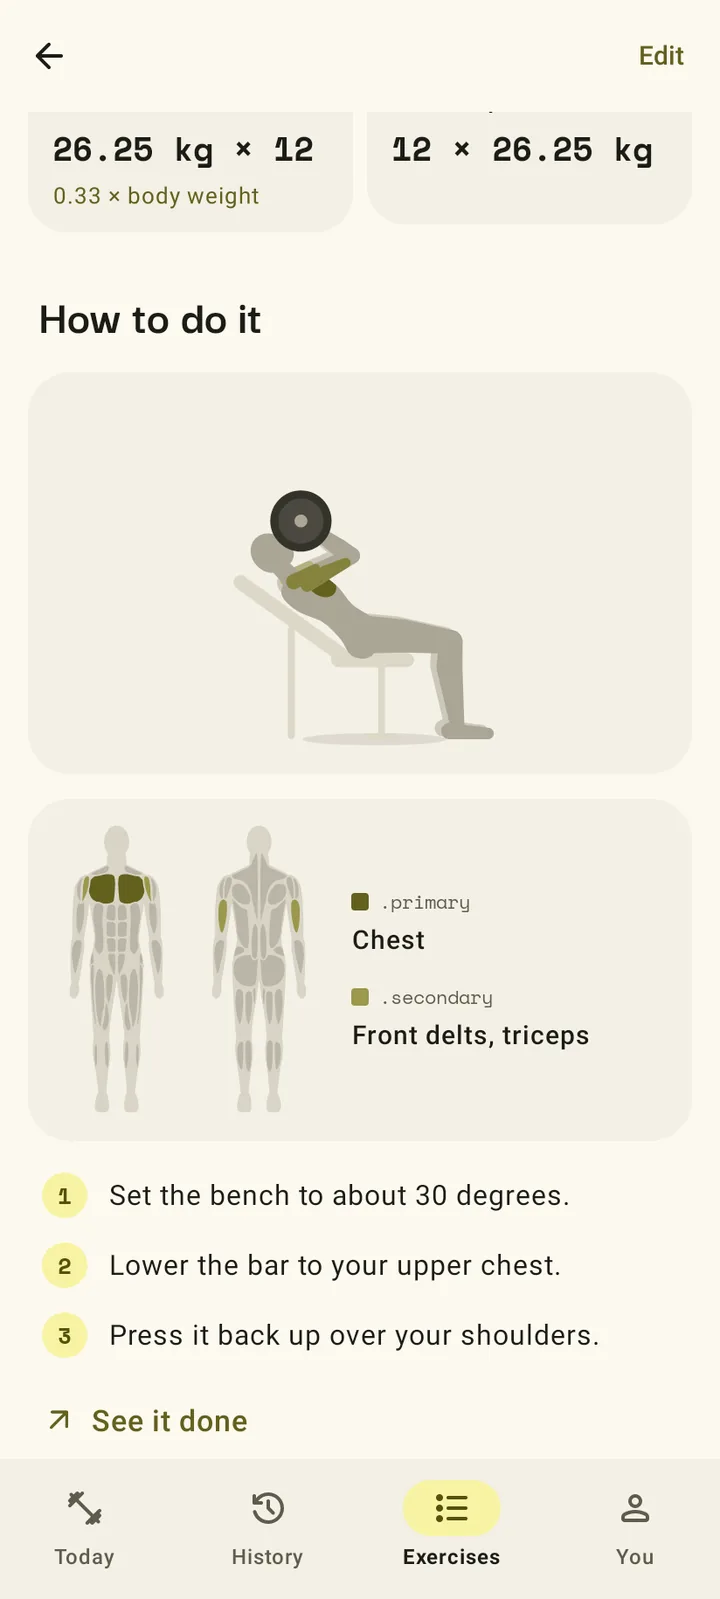 Edit
26.25 kg × 12
0.33 × body weight
12 × 26.25 kg
How to do it
.primary
Chest
.secondary
Front delts, triceps
1 Set the bench to about 30 degrees.
2 Lower the bar to your upper chest.
3 Press it back up over your shoulders.
See it done
Today
History
Exercises
You